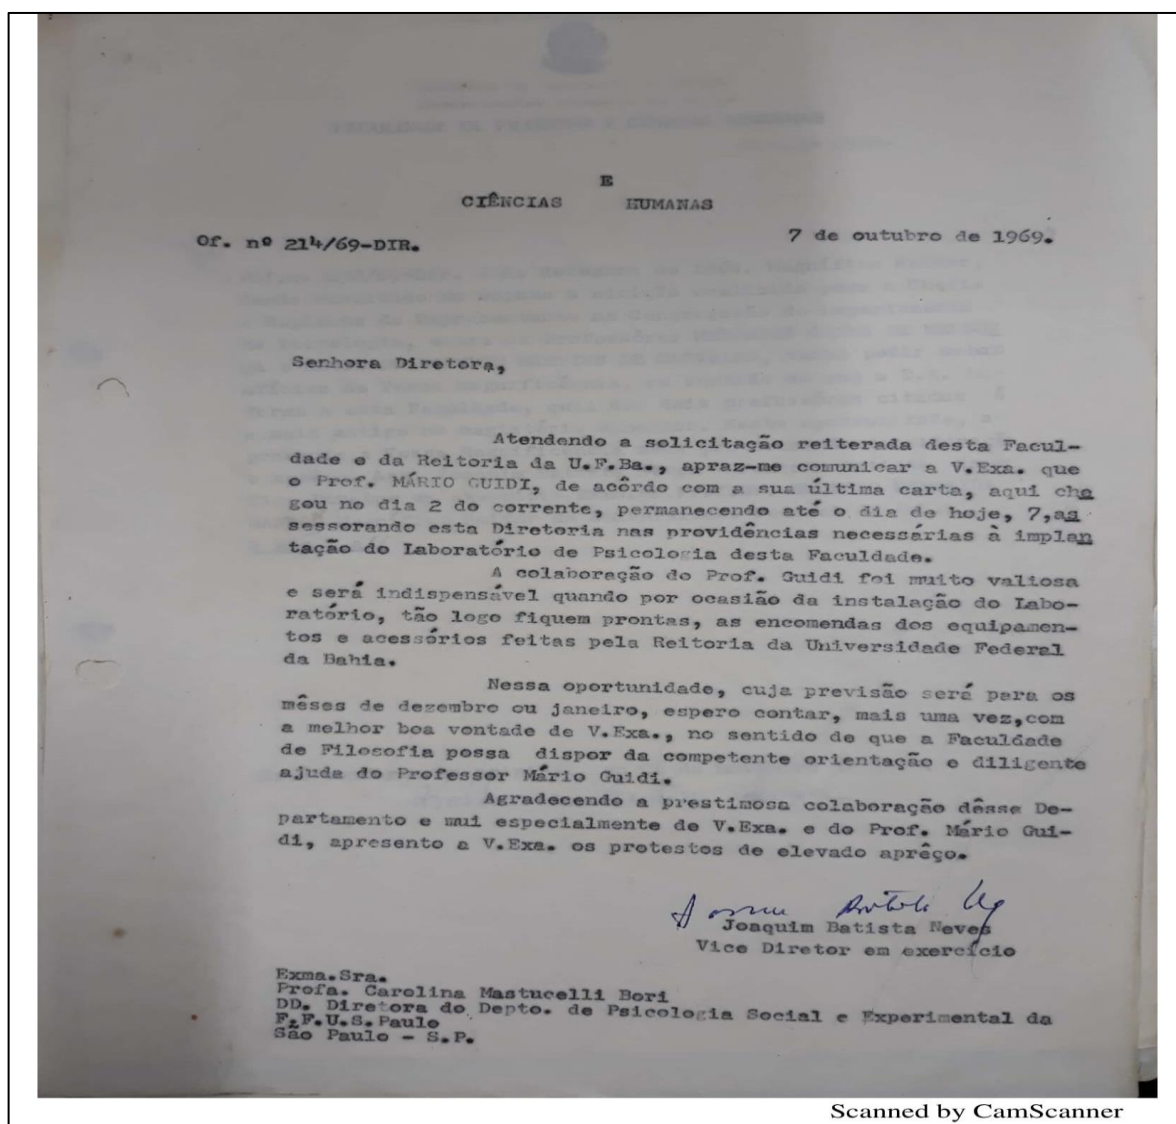 E
CIÊNCIAS HUMANAS
Of. nº 214/69-DIR. 7 de outubro de 1969.
Senhora Diretora,
Atendendo a solicitação reiterada desta Facul-
dade e da Reitoria da U.F.Ba., apraz-me comunicar a V.Exa. que
o Prof. MÁRIO GUIDI, de acôrdo com a sua última carta, aqui che
gou no dia 2 do corrente, permanecendo até o dia de hoje, 7,as
sessorando esta Diretoria nas providências necessárias à implan
tação do Laboratório de Psicologia desta Faculdade.
A colaboração do Prof. Guidi foi muito valiosa
e será indispensável quando por ocasião da instalação do Labo-
ratório, tão logo fiquem prontas, as encomendas dos equipamen-
tos e acessórios feitas pela Reitoria da Universidade Federal
da Bahia.
Nessa oportunidade, cuja previsão será para os
mêses de dezembro ou janeiro, espero contar, mais uma vez,com
a melhor boa vontade de V.Exa., no sentido de que a Faculdade
de Filosofia possa dispor da competente orientação e diligente
ajuda do Professor Mário Guidi.
Agradecendo a prestimosa colaboração dêsse De-
partamento e mui especialmente de V.Exa. e do Prof. Mário Gui-
di, apresento a V.Exa. os protestos de elevado aprêço.
Joaquim Batista Neves
Vice Diretor em exercício
Exma.Sra.
Profa. Carolina Mastucelli Bori
DD. Diretora do Depto. de Psicologia Social e Experimental da
F.F.U.S.Paulo
São Paulo - S.P.
Scanned by CamScanner